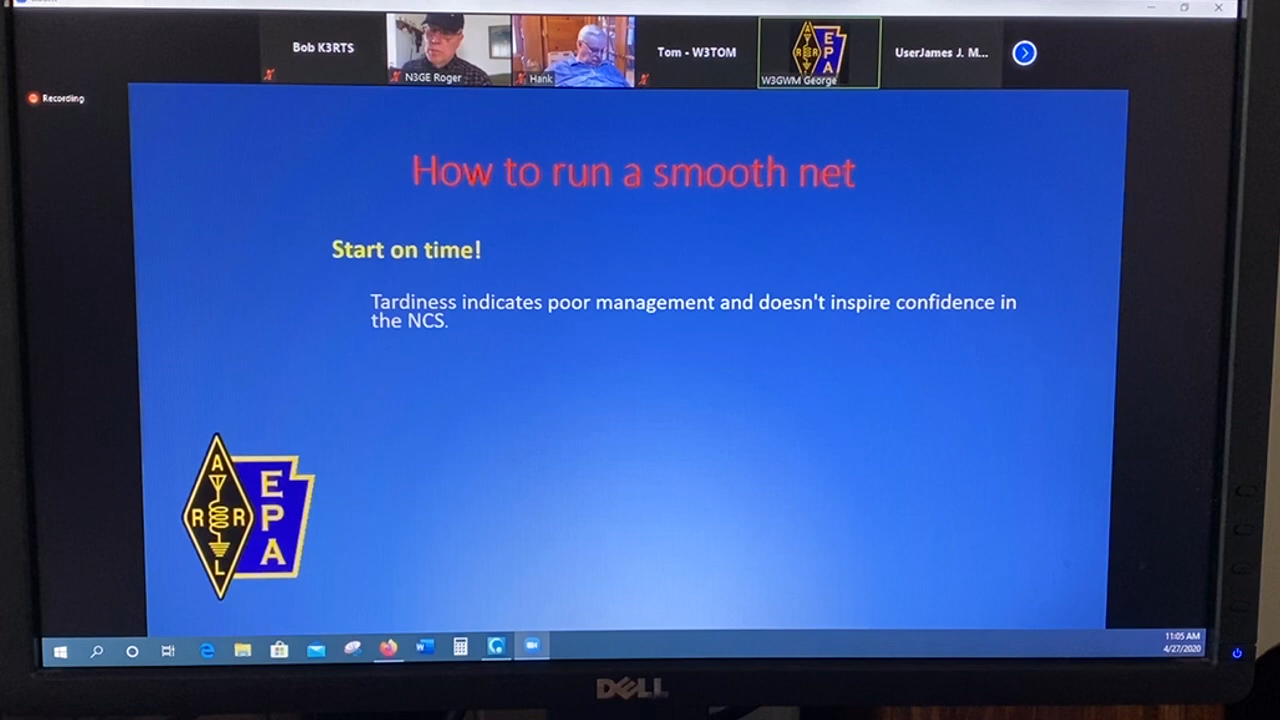 Bob K3RTS
N3GE Roger
Hank
Tom - W3TOM
A
R R
L
E
P
A
W3GWM George
UserJames J. M...
Recording
How to run a smooth net
Start on time!
Tardiness indicates poor management and doesn't inspire confidence in
the NCS.
A
R R
L
E
P
A
11:05 AM
4/27/2020
DELL